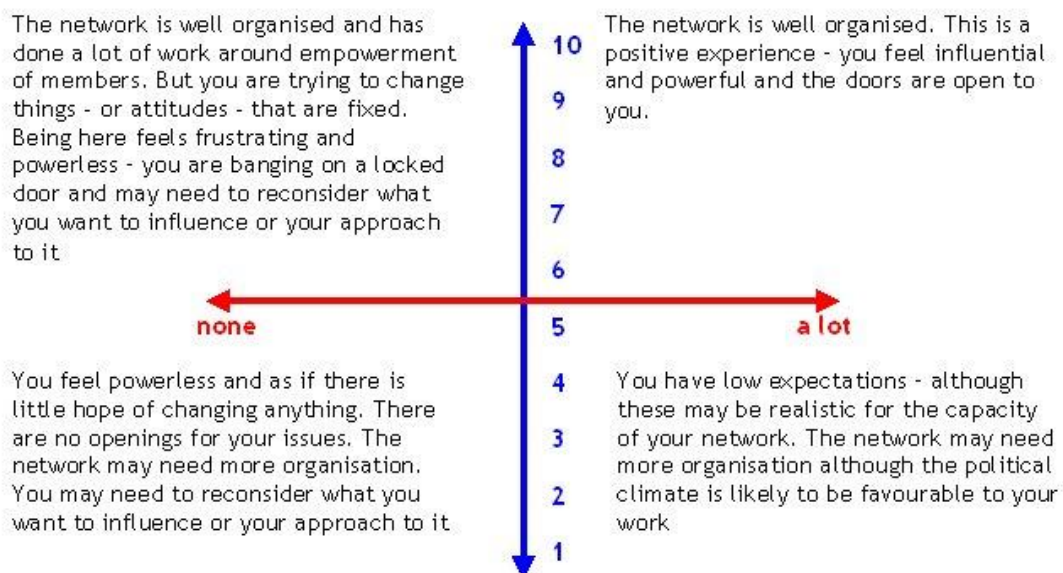 The network is well organised and has
done a lot of work around empowerment
of members. But you are trying to change
things - or attitudes - that are fixed.
Being here feels frustrating and
powerless - you are banging on a locked
door and may need to reconsider what
you want to influence or your approach
to it
The network is well organised. This is a
positive experience - you feel influential
and powerful and the doors are open to
you.
10
9
8
7
6
none
a lot
5
4
3
2
1
You feel powerless and as if there is
little hope of changing anything. There
are no openings for your issues. The
network may need more organisation.
You may need to reconsider what you
want to influence or your approach to it
You have low expectations - although
these may be realistic for the capacity
of your network. The network may need
more organisation although the political
climate is likely to be favourable to your
work